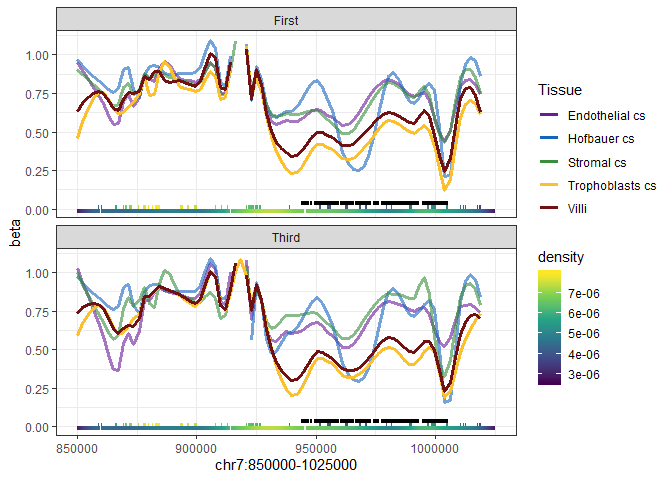 First
1.00
0.75
0.50
0.25
0.00
beta
Third
1.00
0.75
0.50
0.25
0.00
850000 900000 950000 1000000
chr7:850000-1025000
Tissue
Endothelial cs
Hofbauer cs
Stromal cs
Trophoblasts cs
Villi
density
7e-06
6e-06
5e-06
4e-06
3e-06